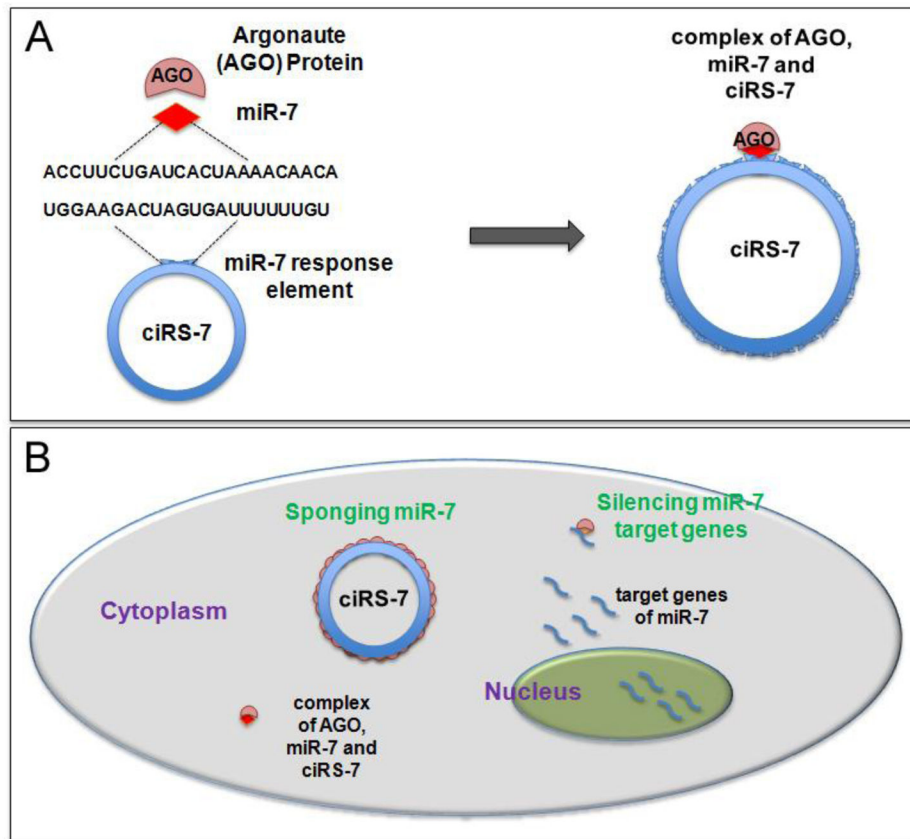 A
Argonaute
(AGO) Protein
AGO
miR-7
ACCUUCUGAUCACUAAAACAACA
UGGAAGACUAGUGAUUUUUUGU
miR-7 response
element
ciRS-7
complex of AGO,
miR-7 and
ciRS-7
AGO
ciRS-7
B
Sponging miR-7
Silencing miR-7
target genes
ciRS-7
Cytoplasm
target genes
of miR-7
Nucleus
complex
of AGO,
miR-7 and
ciRS-7